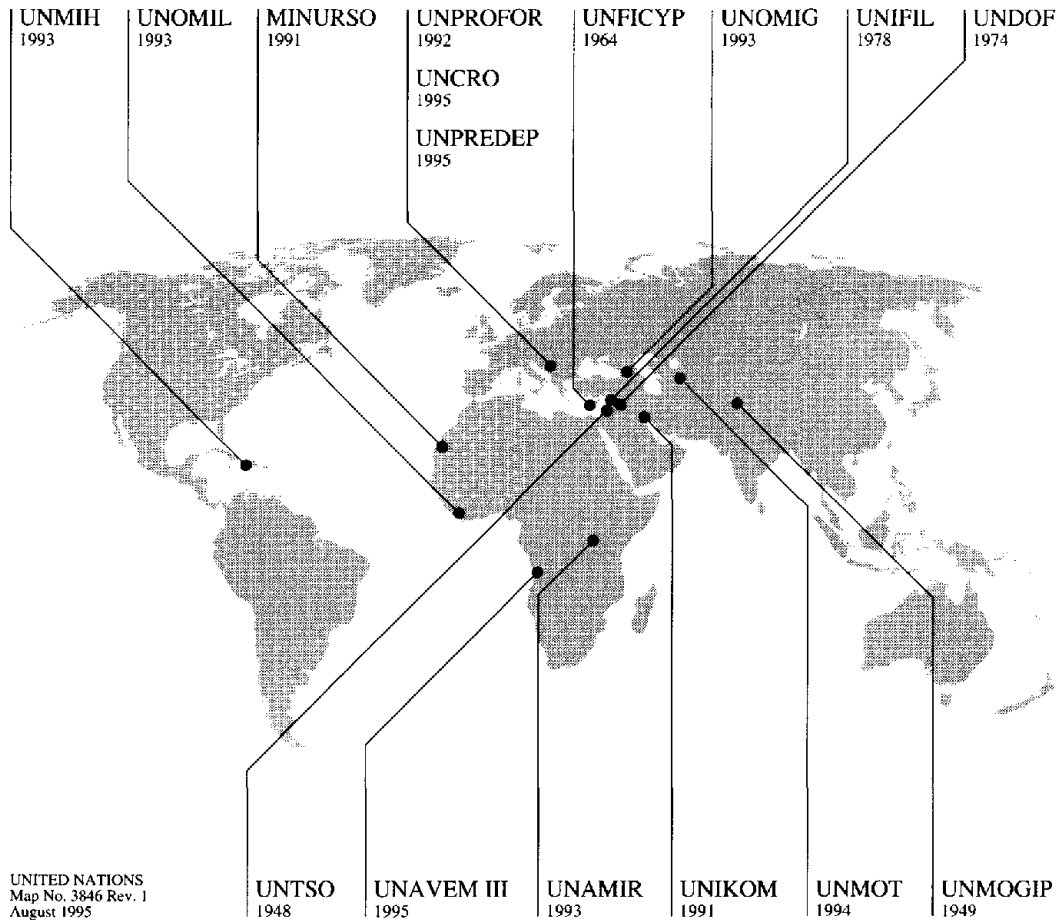 UNMIH
1993
UNOMIL
1993
MINURSO
1991
UNPROFOR
1992
UNCRO
1995
UNPREDEP
1995
UNFICYP
1964
UNOMIG
1993
UNIFIL
1978
UNDOF
1974
UNITED NATIONS
Map No. 3846 Rev. 1
August 1995
UNTSO
1948
UNAVEM III
1995
UNAMIR
1993
UNIKOM
1991
UNMOT
1994
UNMOGIP
1949